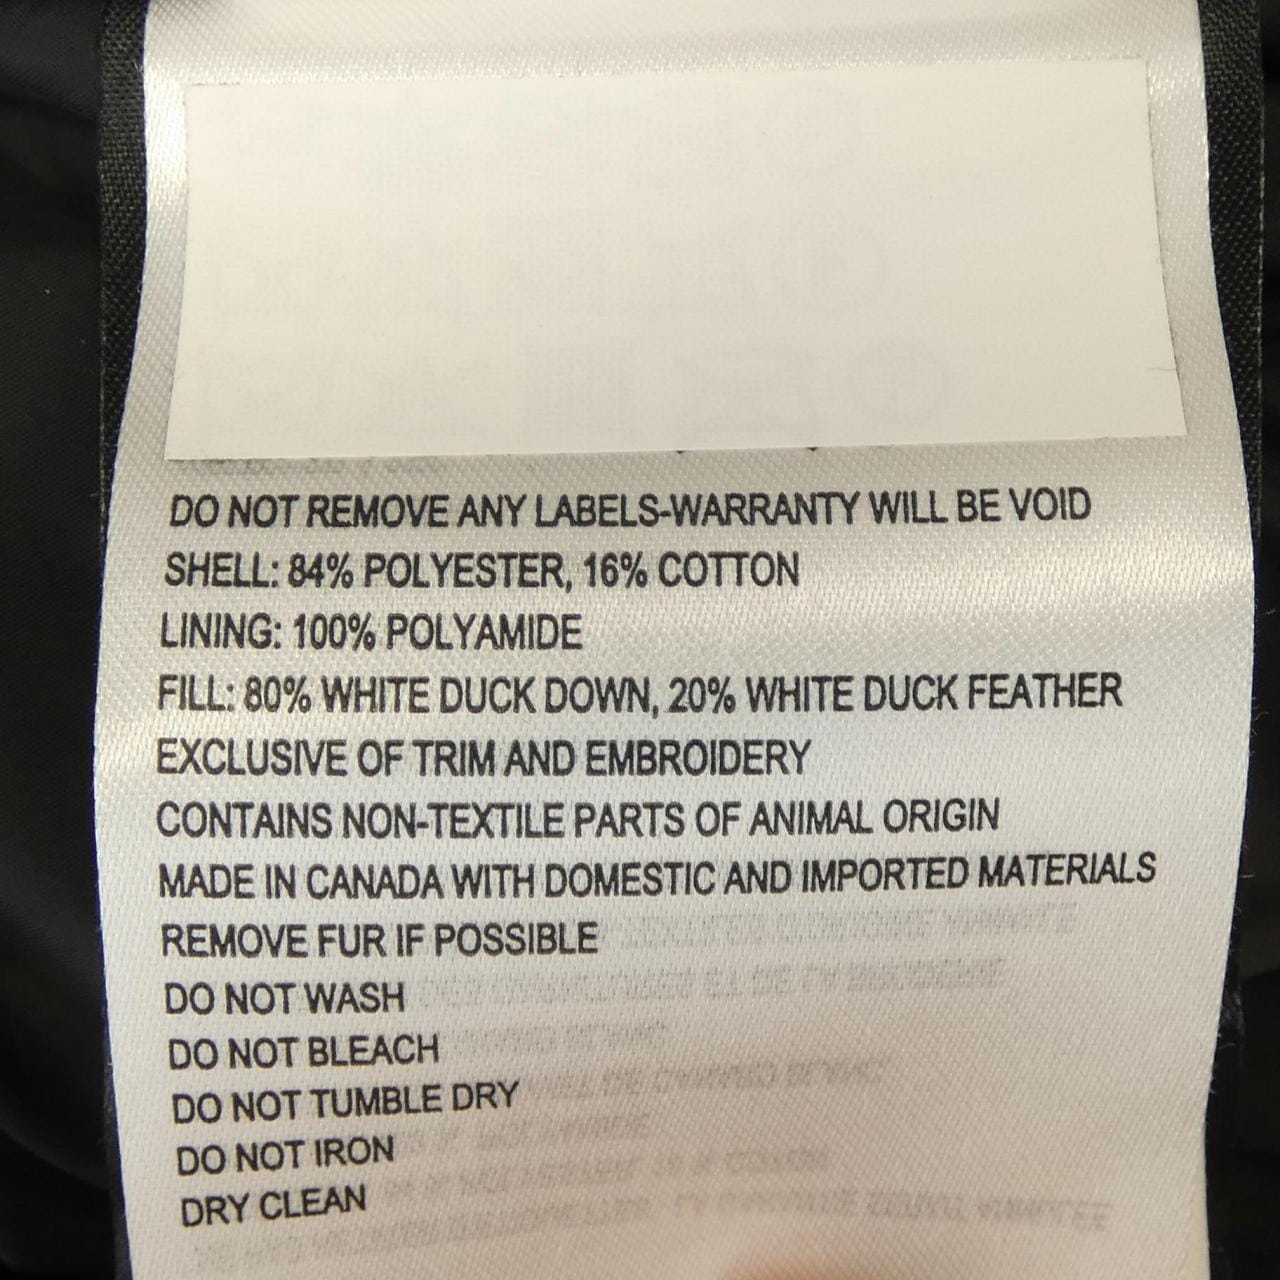 DO NOT REMOVE ANY LABELS-WARRANTY WILL BE VOID
SHELL: 84% POLYESTER, 16% COTTON
LINING: 100% POLYAMIDE
FILL: 80% WHITE DUCK DOWN, 20% WHITE DUCK FEATHER
EXCLUSIVE OF TRIM AND EMBROIDERY
CONTAINS NON-TEXTILE PARTS OF ANIMAL ORIGIN
MADE IN CANADA WITH DOMESTIC AND IMPORTED MATERIALS
REMOVE FUR IF POSSIBLE
DO NOT WASH
DO NOT BLEACH
DO NOT TUMBLE DRY
DO NOT IRON
DRY CLEAN